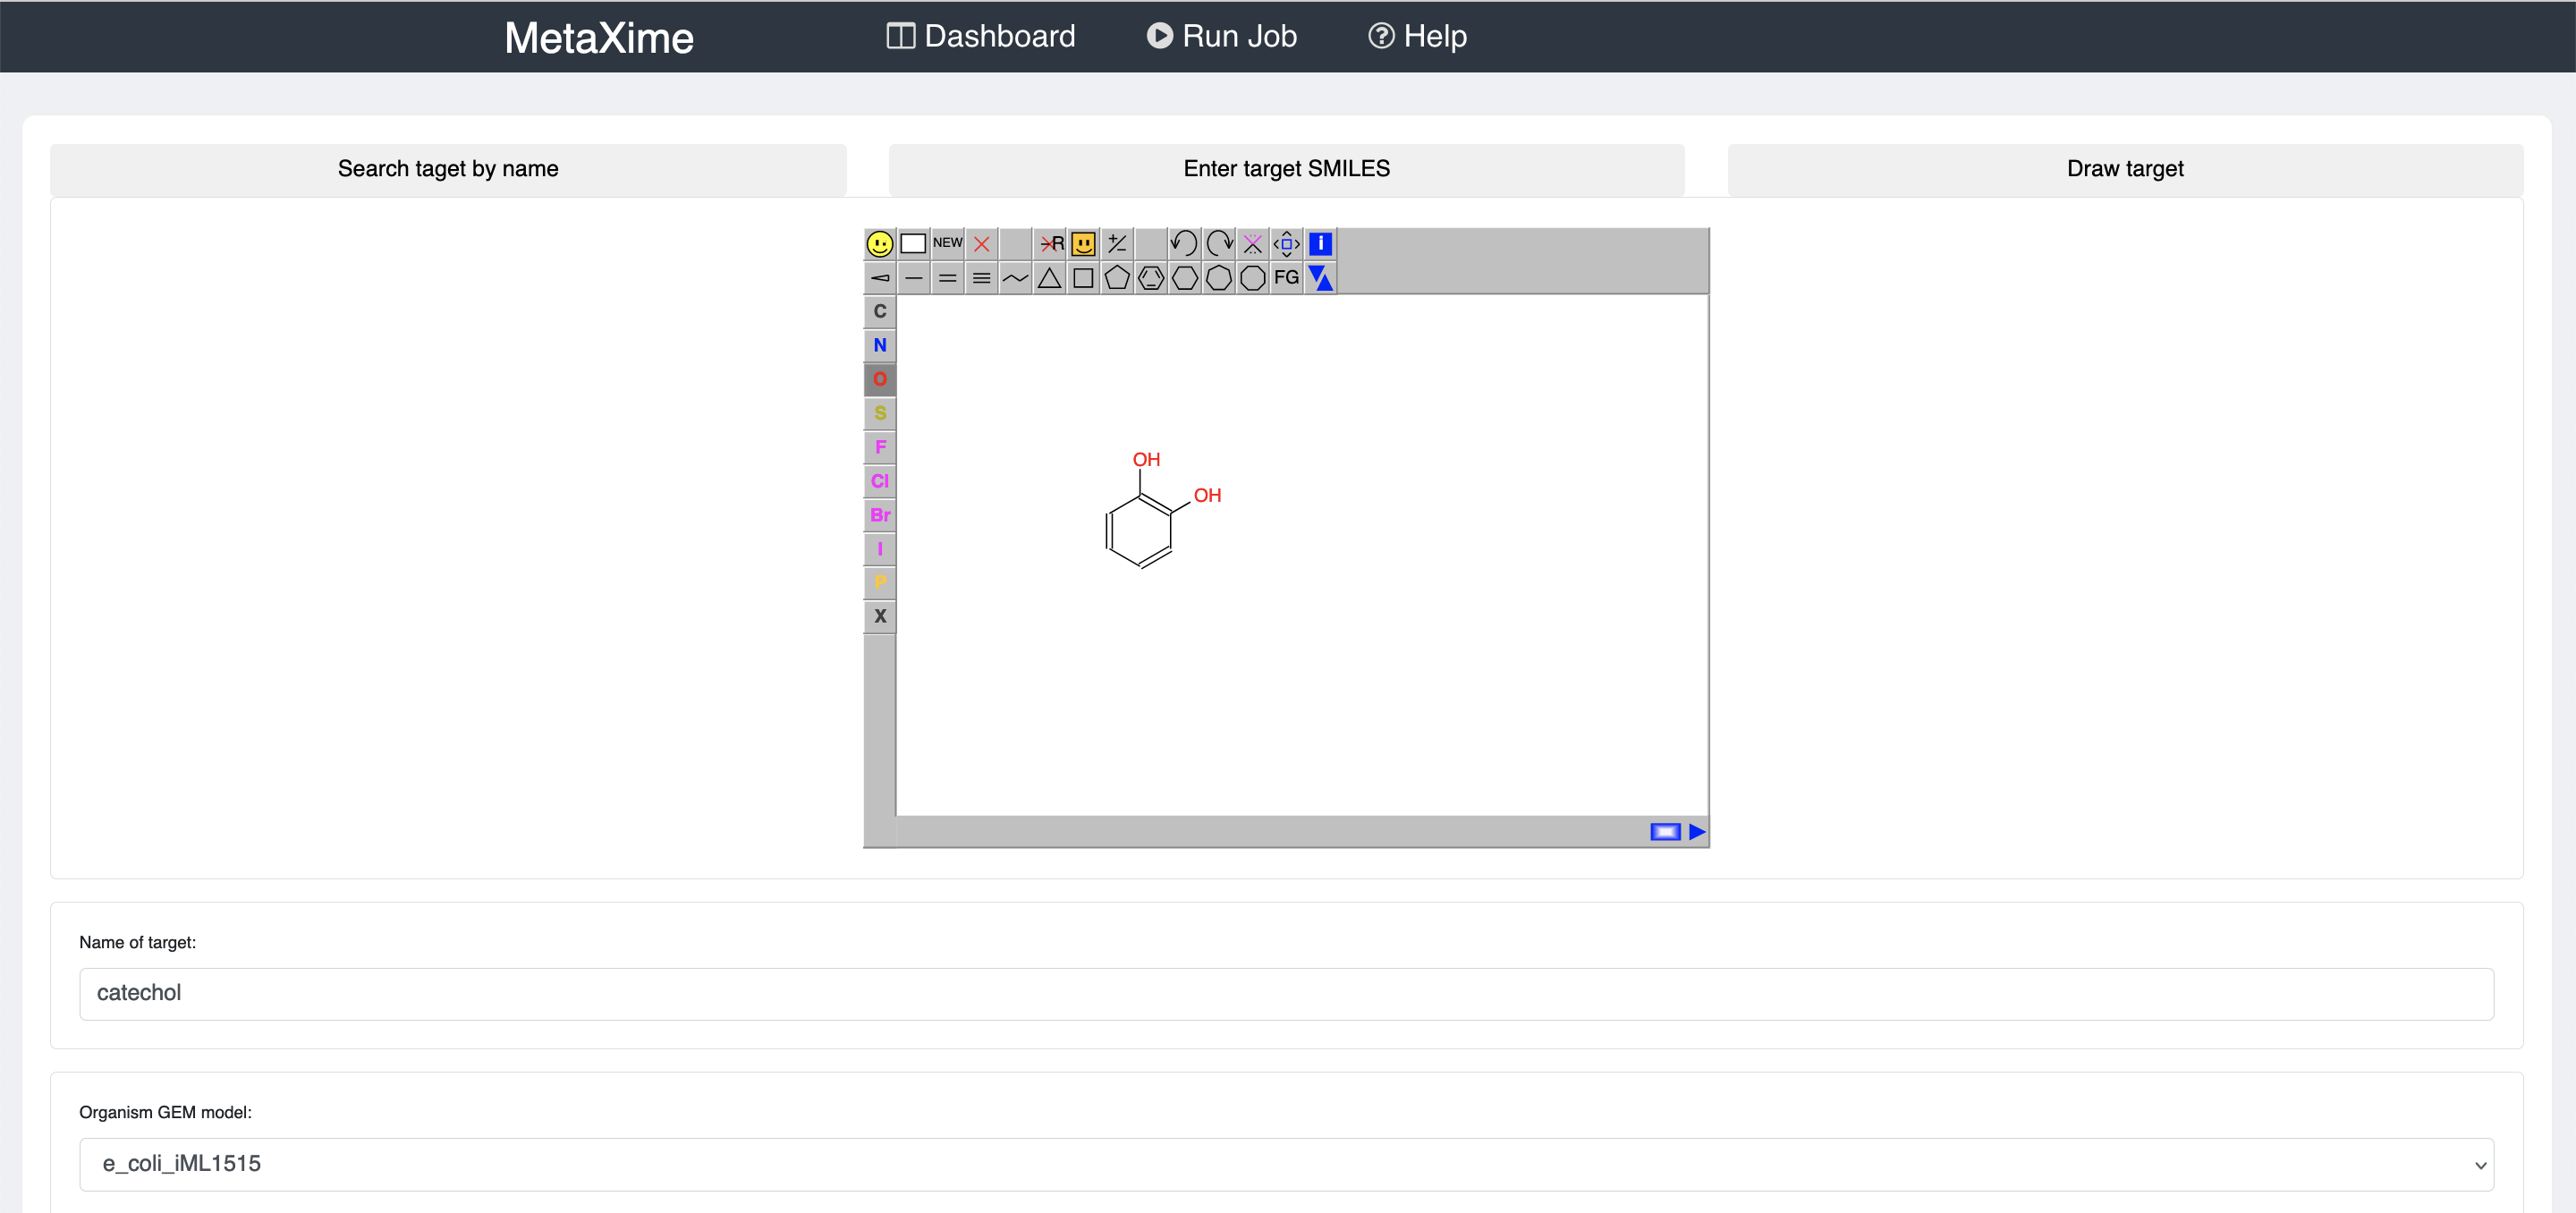 MetaXime Dashboard Run Job Help
Search taget by name Enter target SMILES Draw target
NEW R i
FG
C
N
O
S
F
Cl
Br
I
P
X
OH
OH
Name of target:
catechol
Organism GEM model:
e_coli_iML1515